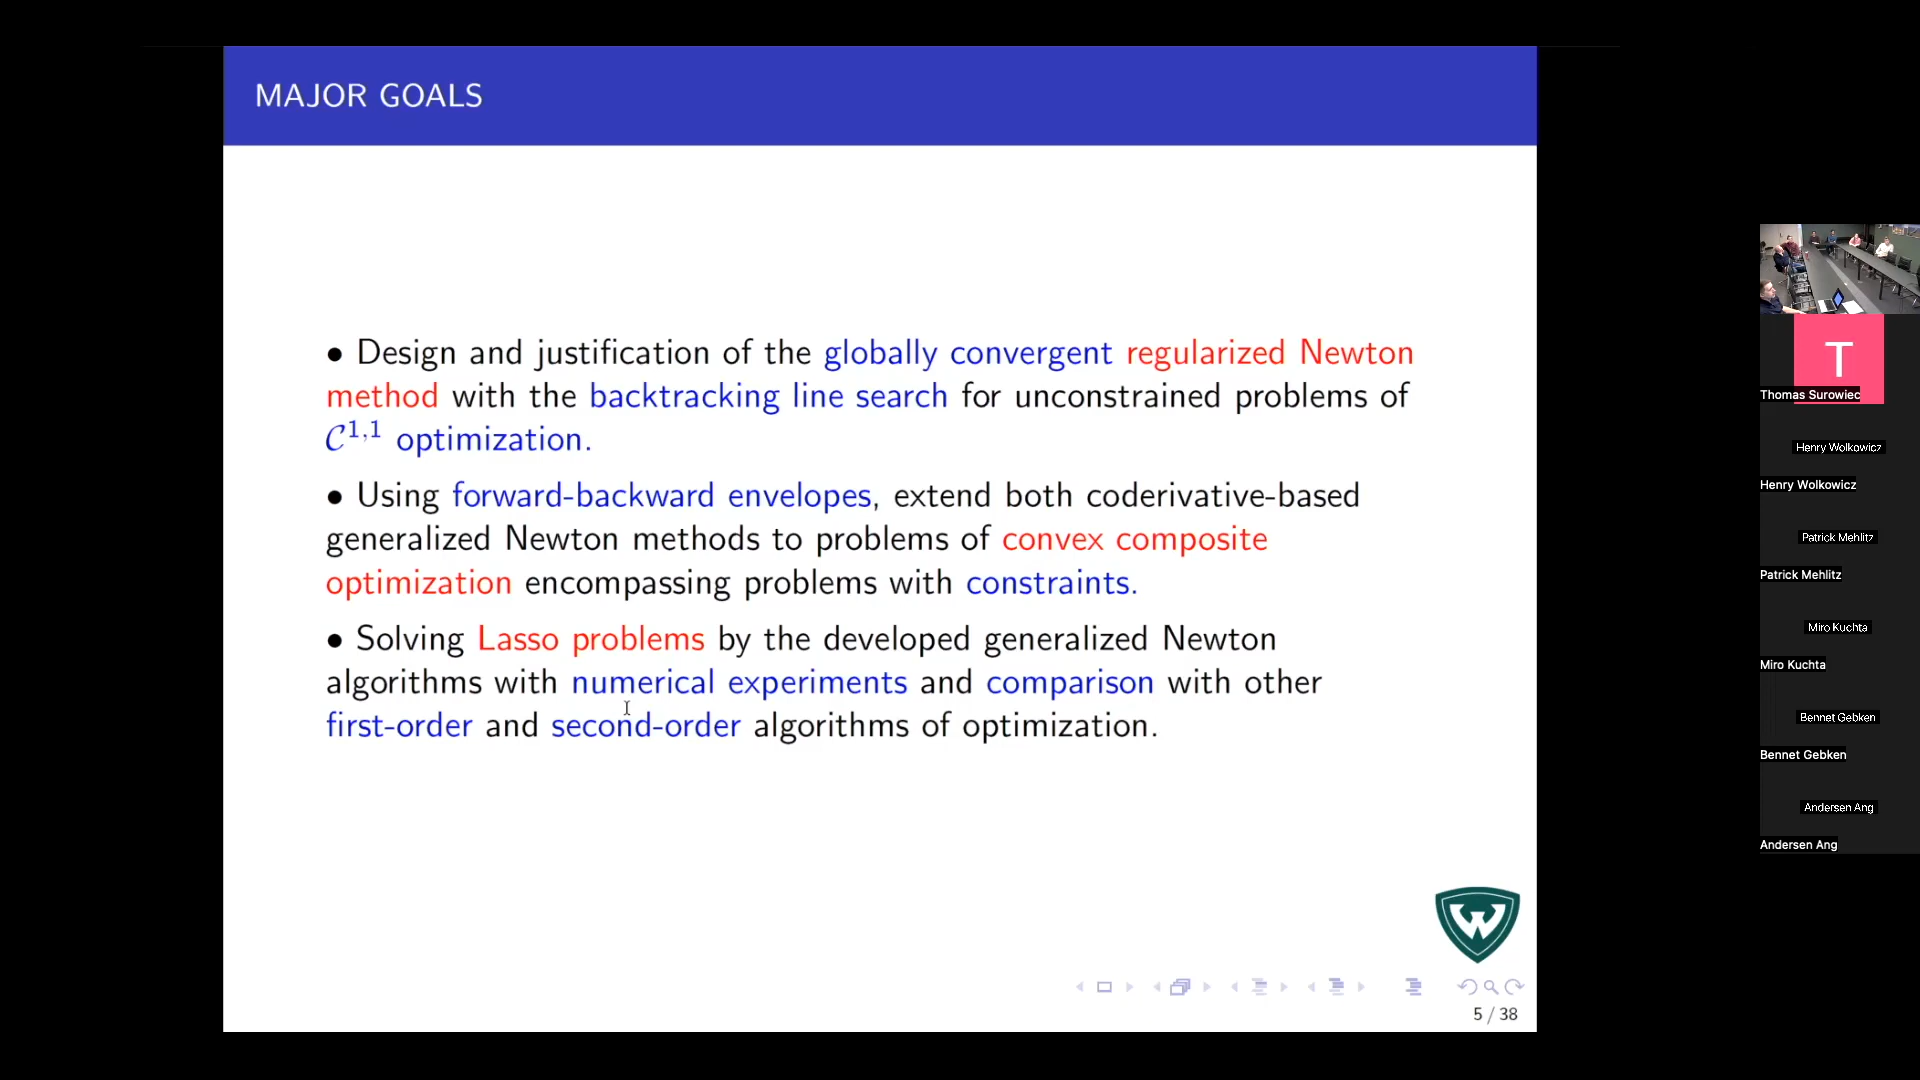 MAJOR GOALS
• Design and justification of the globally convergent regularized Newton
method with the backtracking line search for unconstrained problems of
C^{1,1} optimization.
• Using forward-backward envelopes, extend both coderivative-based
generalized Newton methods to problems of convex composite
optimization encompassing problems with constraints.
• Solving Lasso problems by the developed generalized Newton
algorithms with numerical experiments and comparison with other
first-order and second-order algorithms of optimization.
W
5 / 38
T
Thomas Surowiec
Henry Wolkowicz
Henry Wolkowicz
Patrick Mehlitz
Patrick Mehlitz
Miro Kuchta
Miro Kuchta
Bennet Gebken
Bennet Gebken
Andersen Ang
Andersen Ang